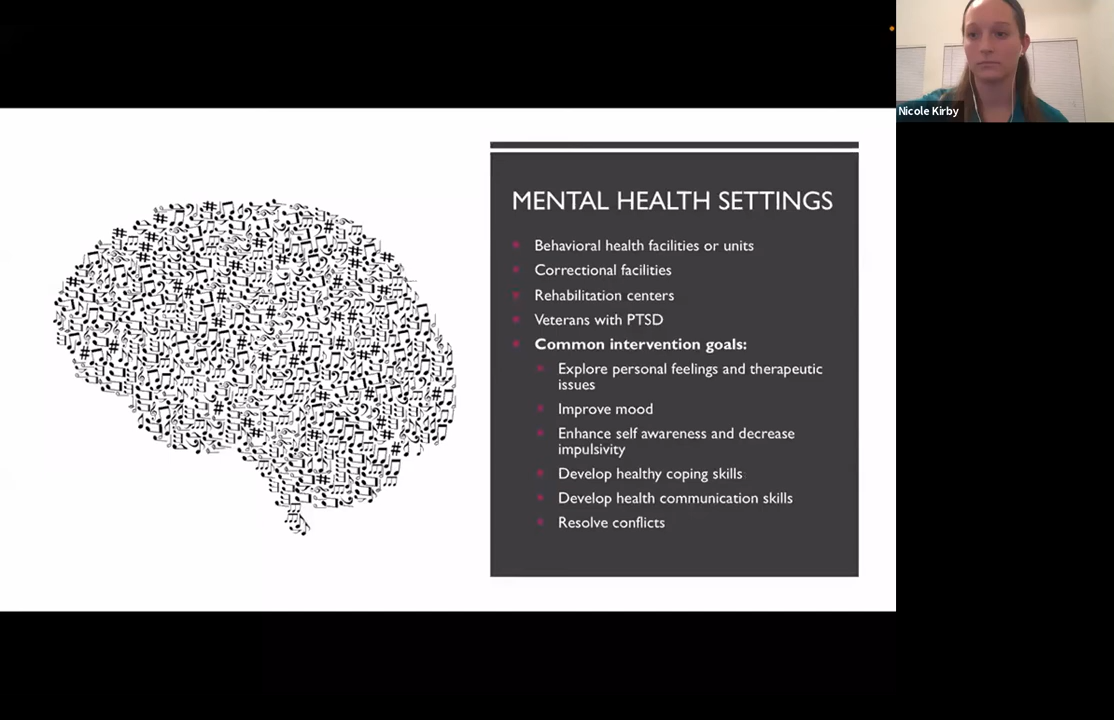 Nicole Kirby
MENTAL HEALTH SETTINGS
Behavioral health facilities or units
Correctional facilities
Rehabilitation centers
Veterans with PTSD
Common intervention goals:
Explore personal feelings and therapeutic
issues
Improve mood
Enhance self awareness and decrease
impulsivity
Develop healthy coping skills
Develop health communication skills
Resolve conflicts